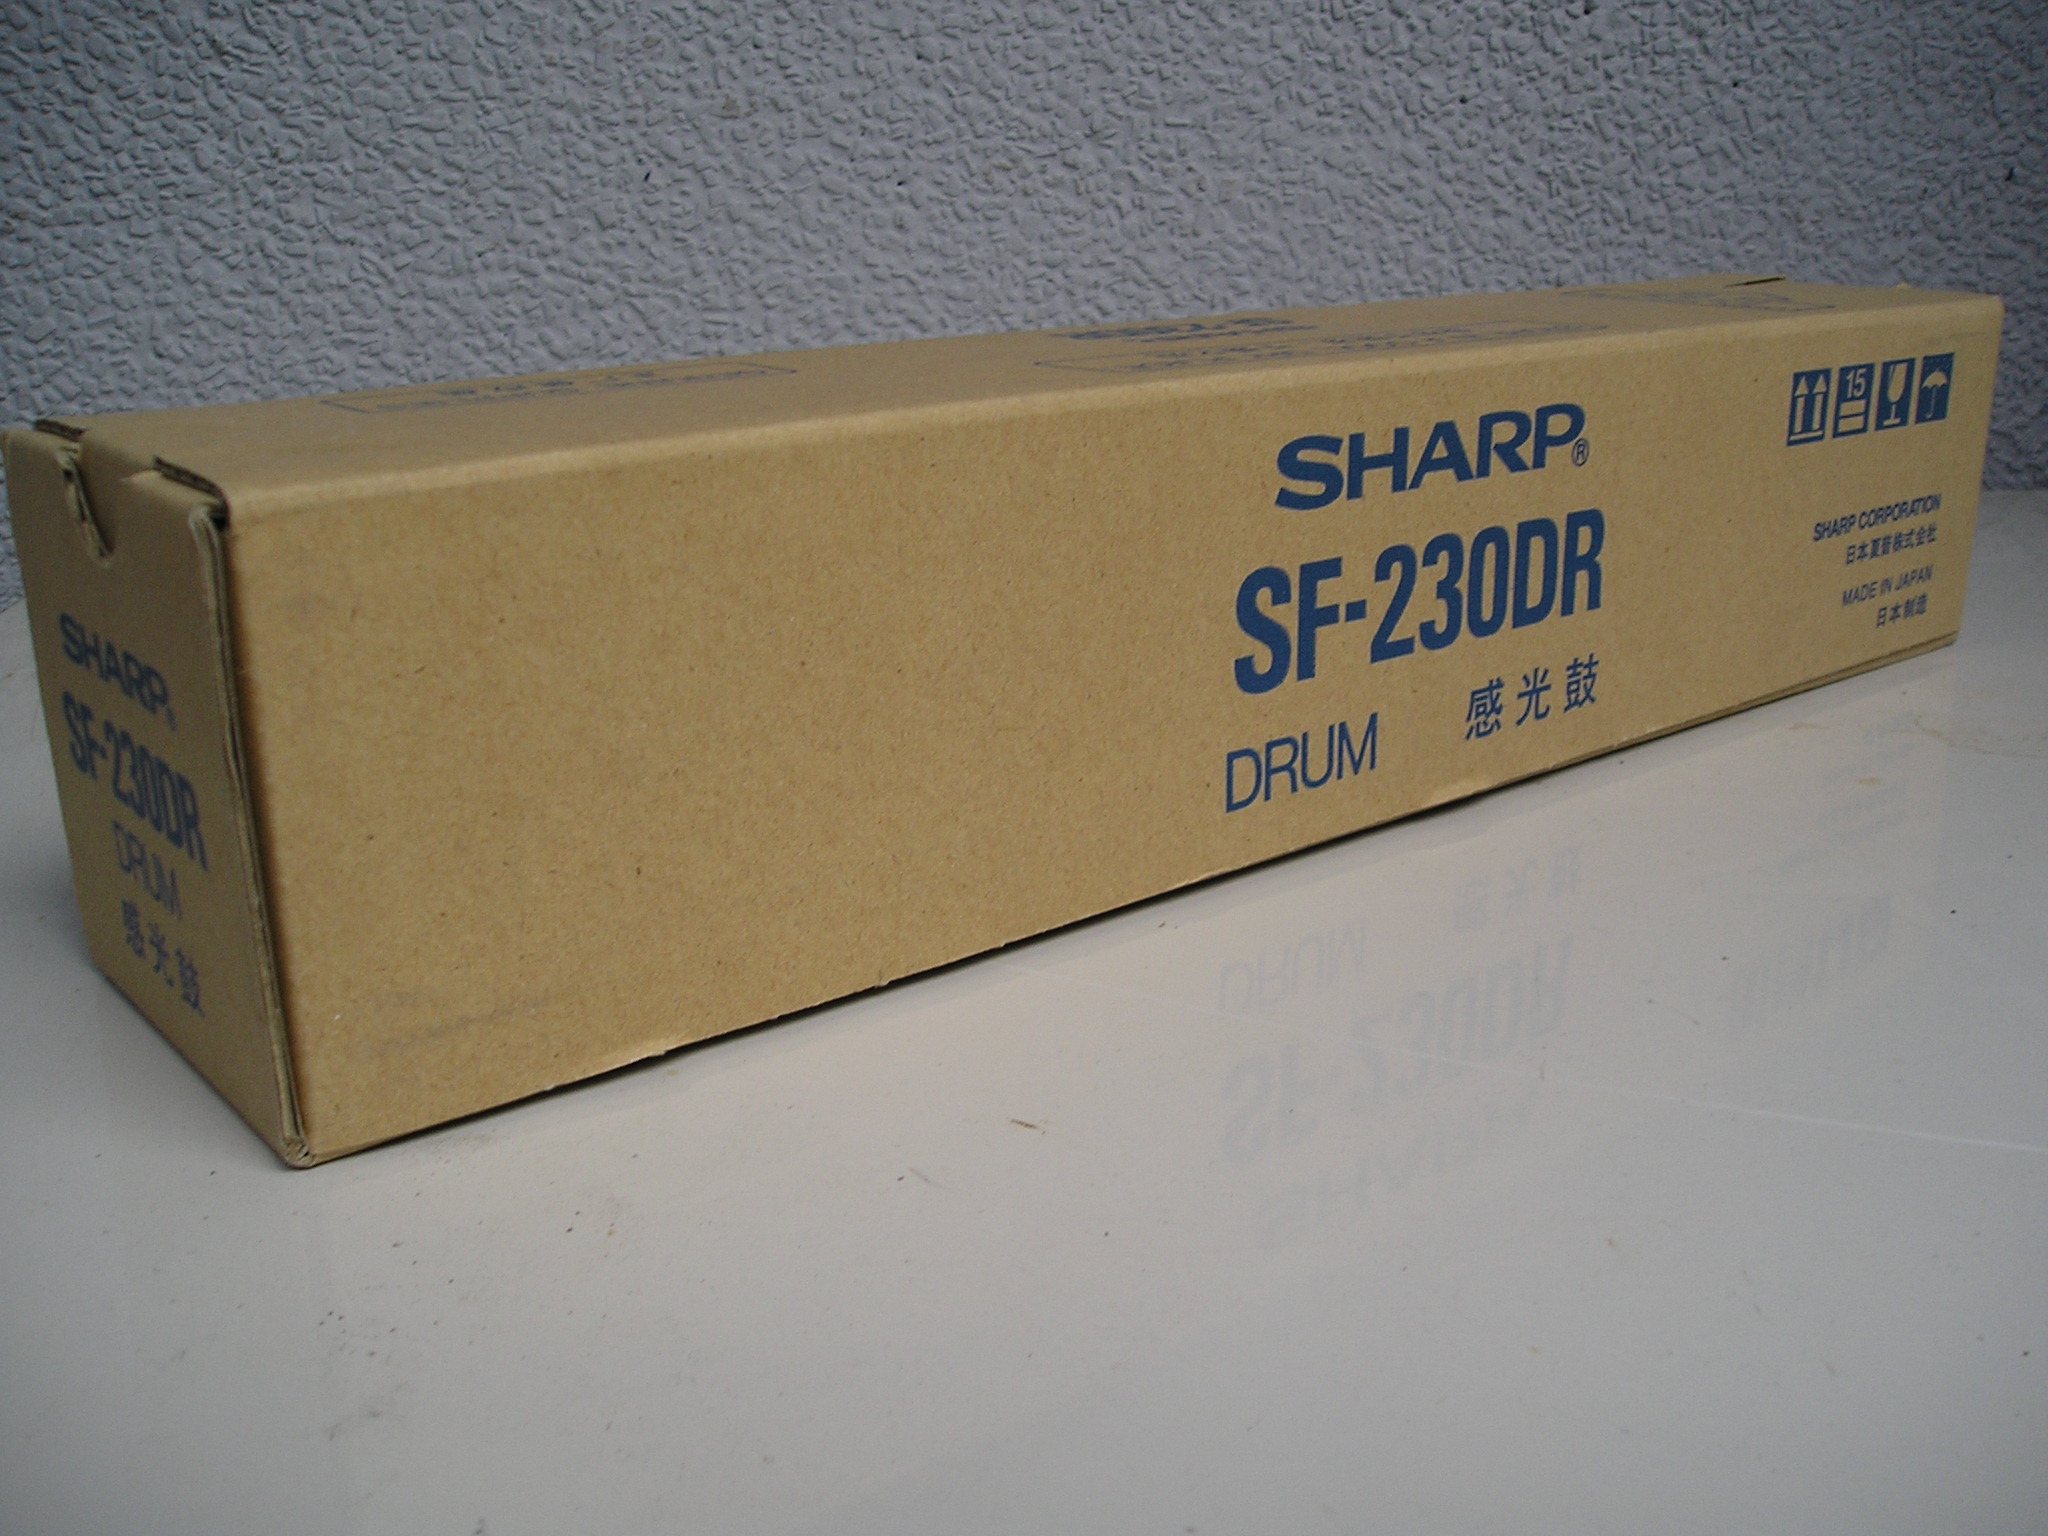 SHARP®
SF-230DR
DRUM 感光鼓
15
SHARP CORPORATION
日本夏普株式会社
MADE IN JAPAN
日本制造
SHARP®
SF-230DR
DRUM
感光鼓